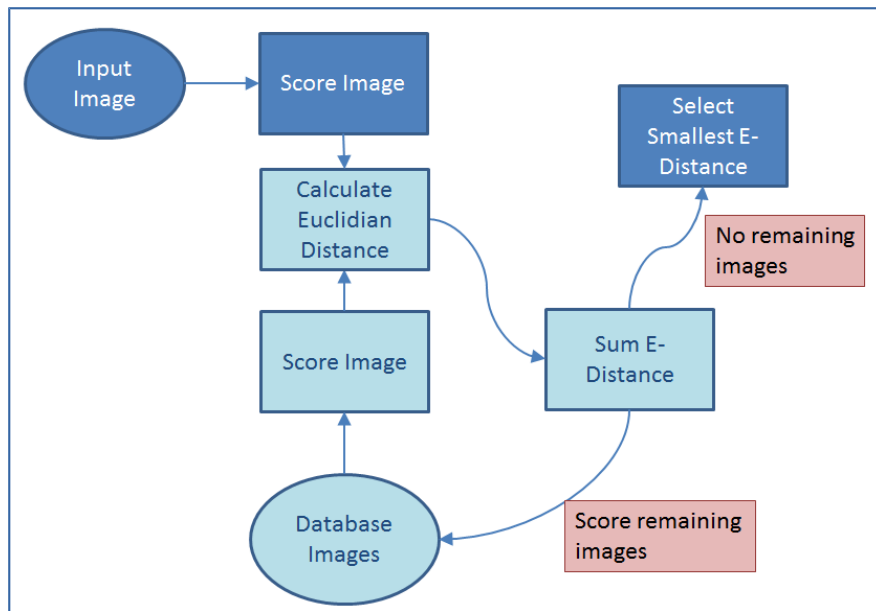 Input
Image
Score Image
Select
Smallest E-
Distance
Calculate
Euclidian
Distance
No remaining
images
Score Image
Sum E-
Distance
Database
Images
Score remaining
images